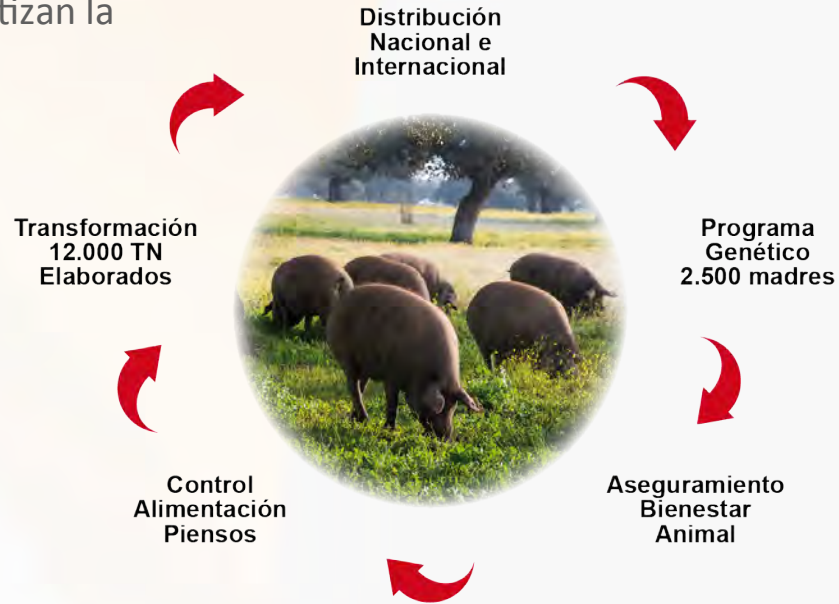 la
Distribución
Nacional e
Internacional
Programa
Genético
2.500 madres
Aseguramiento
Bienestar
Animal
Control
Alimentación
Piensos
Transformación
12.000 TN
Elaborados